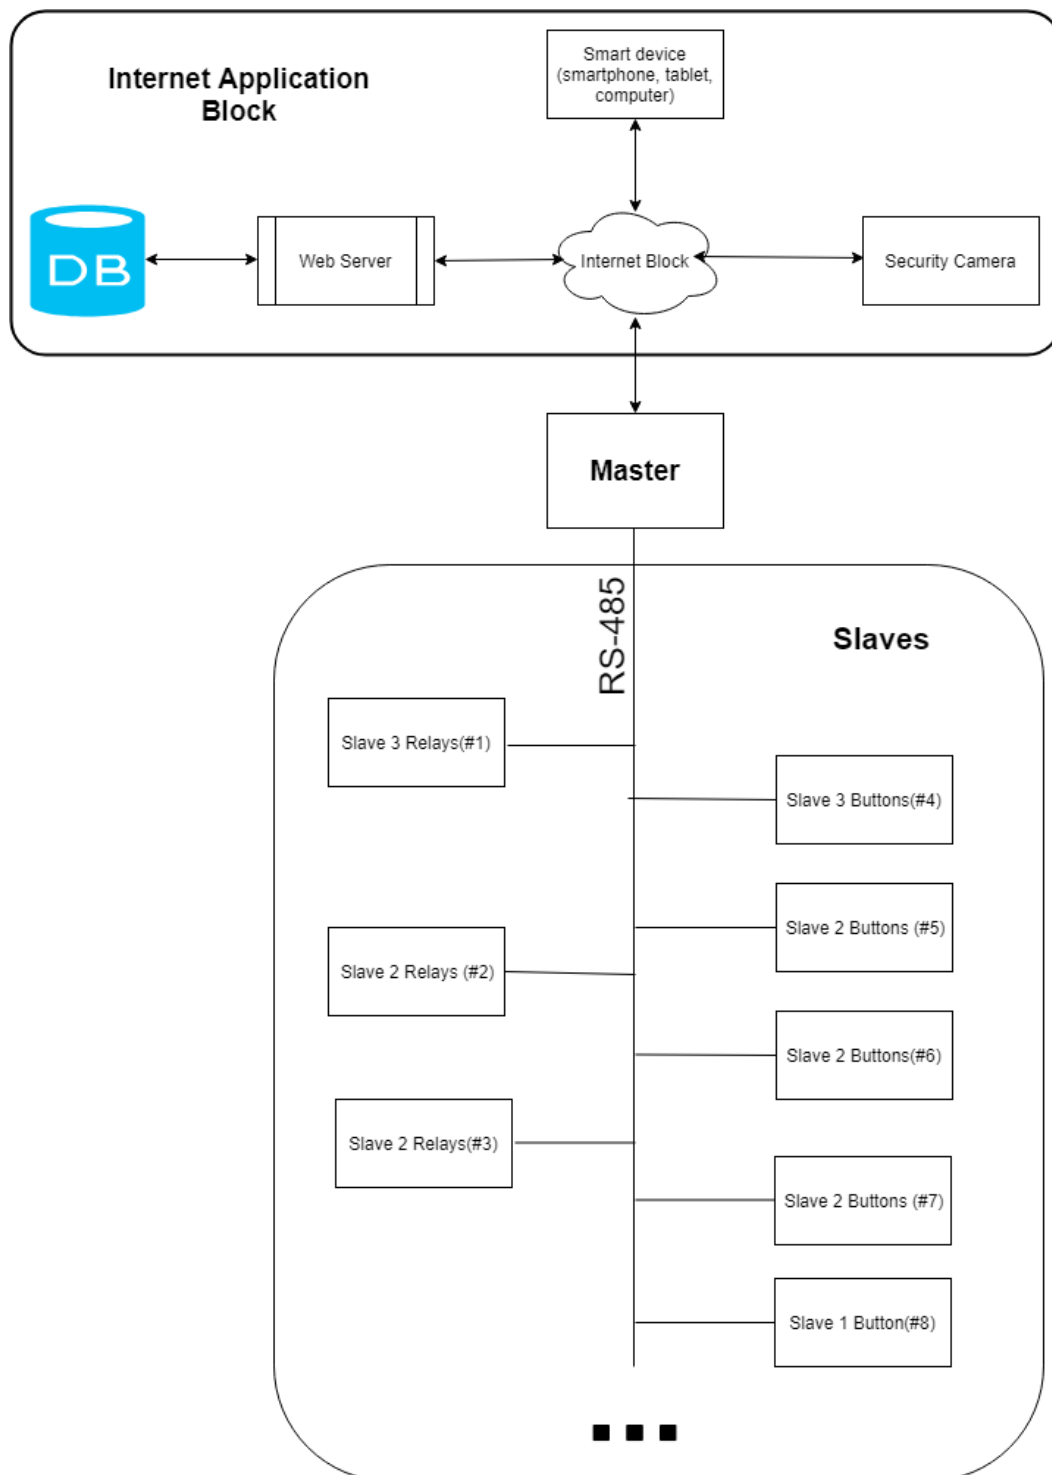 Internet Application
Block
Smart device
(smartphone, tablet,
computer)
DB
Web Server
Internet Block
Security Camera
Master
RS-485
Slaves
Slave 3 Relays(#1)
Slave 3 Buttons(#4)
Slave 2 Buttons (#5)
Slave 2 Relays (#2)
Slave 2 Buttons(#6)
Slave 2 Relays(#3)
Slave 2 Buttons (#7)
Slave 1 Button(#8)